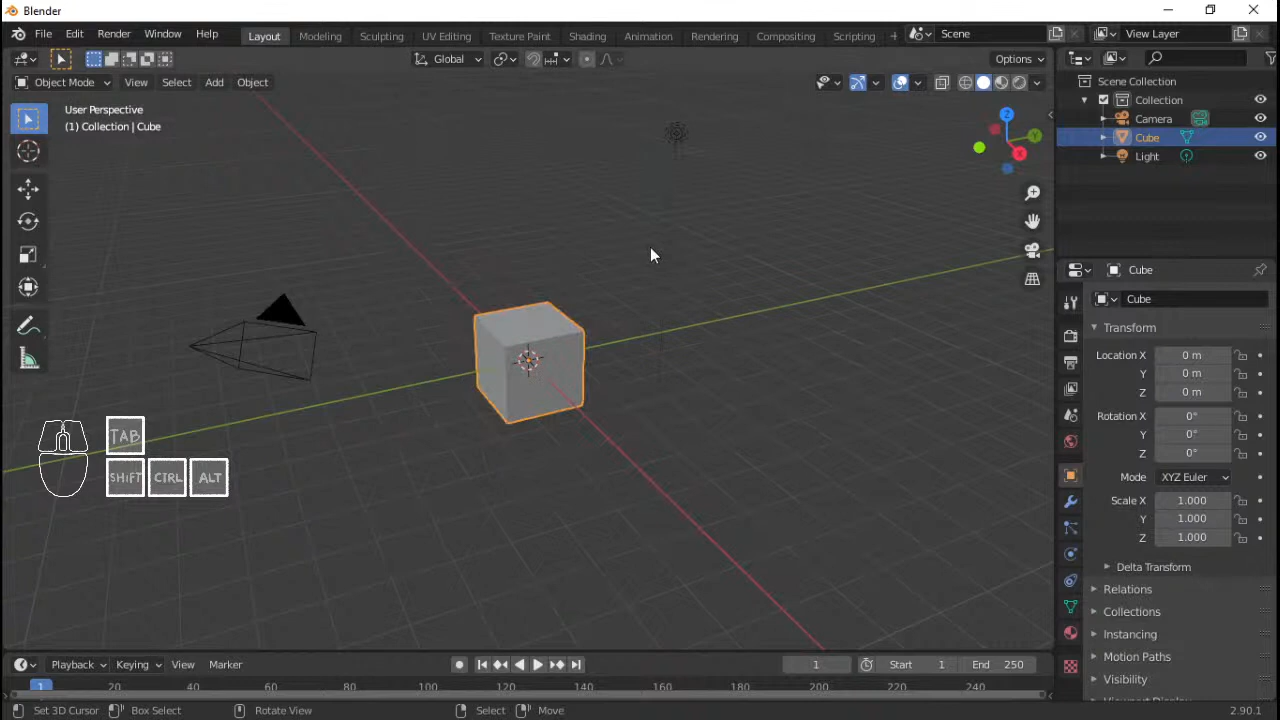 Blender
File Edit Render Window Help Layout Modeling Sculpting UV Editing Texture Paint Shading Animation Rendering Compositing Scripting + Scene View Layer
Global Options
Object Mode View Select Add Object
User Perspective
(1) Collection | Cube
Z
Y
X
Scene Collection
Collection
Camera
Cube
Light
Cube
Cube
Transform
Location X 0 m
Y 0 m
Z 0 m
Rotation X 0°
Y 0°
Z 0°
Mode XYZ Euler
Scale X 1.000
Y 1.000
Z 1.000
Delta Transform
Relations
Collections
Instancing
Motion Paths
Visibility
TAB
SHIFT CTRL ALT
Playback Keying View Marker 1 Start 1 End 250
1 20 40 60 80 100 120 140 160 180 200 220 240
Set 3D Cursor Box Select Rotate View Select Move 2.90.1